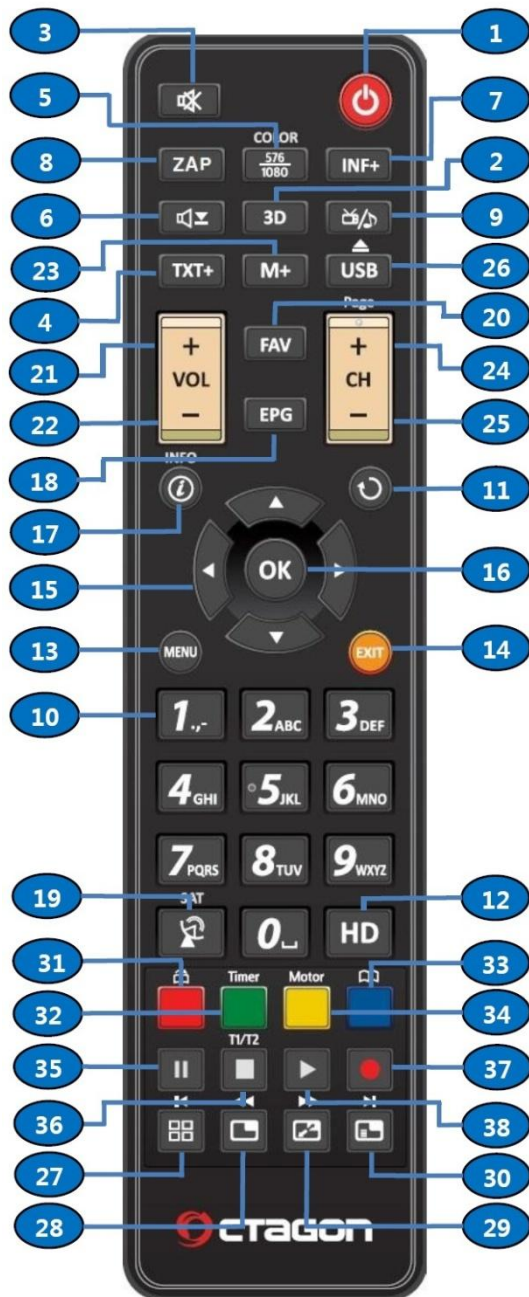 3 1
5 7
COLOR
8 ZAP 576 1080 INF+ 2
6 3D 9
23 TXT+ M+ USB 26
4 Page 20
21 + FAV + 24
VOL CH
22 − EPG − 25
18 INFO 11
17 i
15 OK 16
13 MENU EXIT 14
10 1.,- 2ABC 3DEF
4GHI 5JKL 6MNO
7PQRS 8TUV 9WXYZ
19 SAT 12
0 HD
31 33
32 Timer Motor 34
T1/T2
35 37
36 38
27 30
28 29
OCTAGON